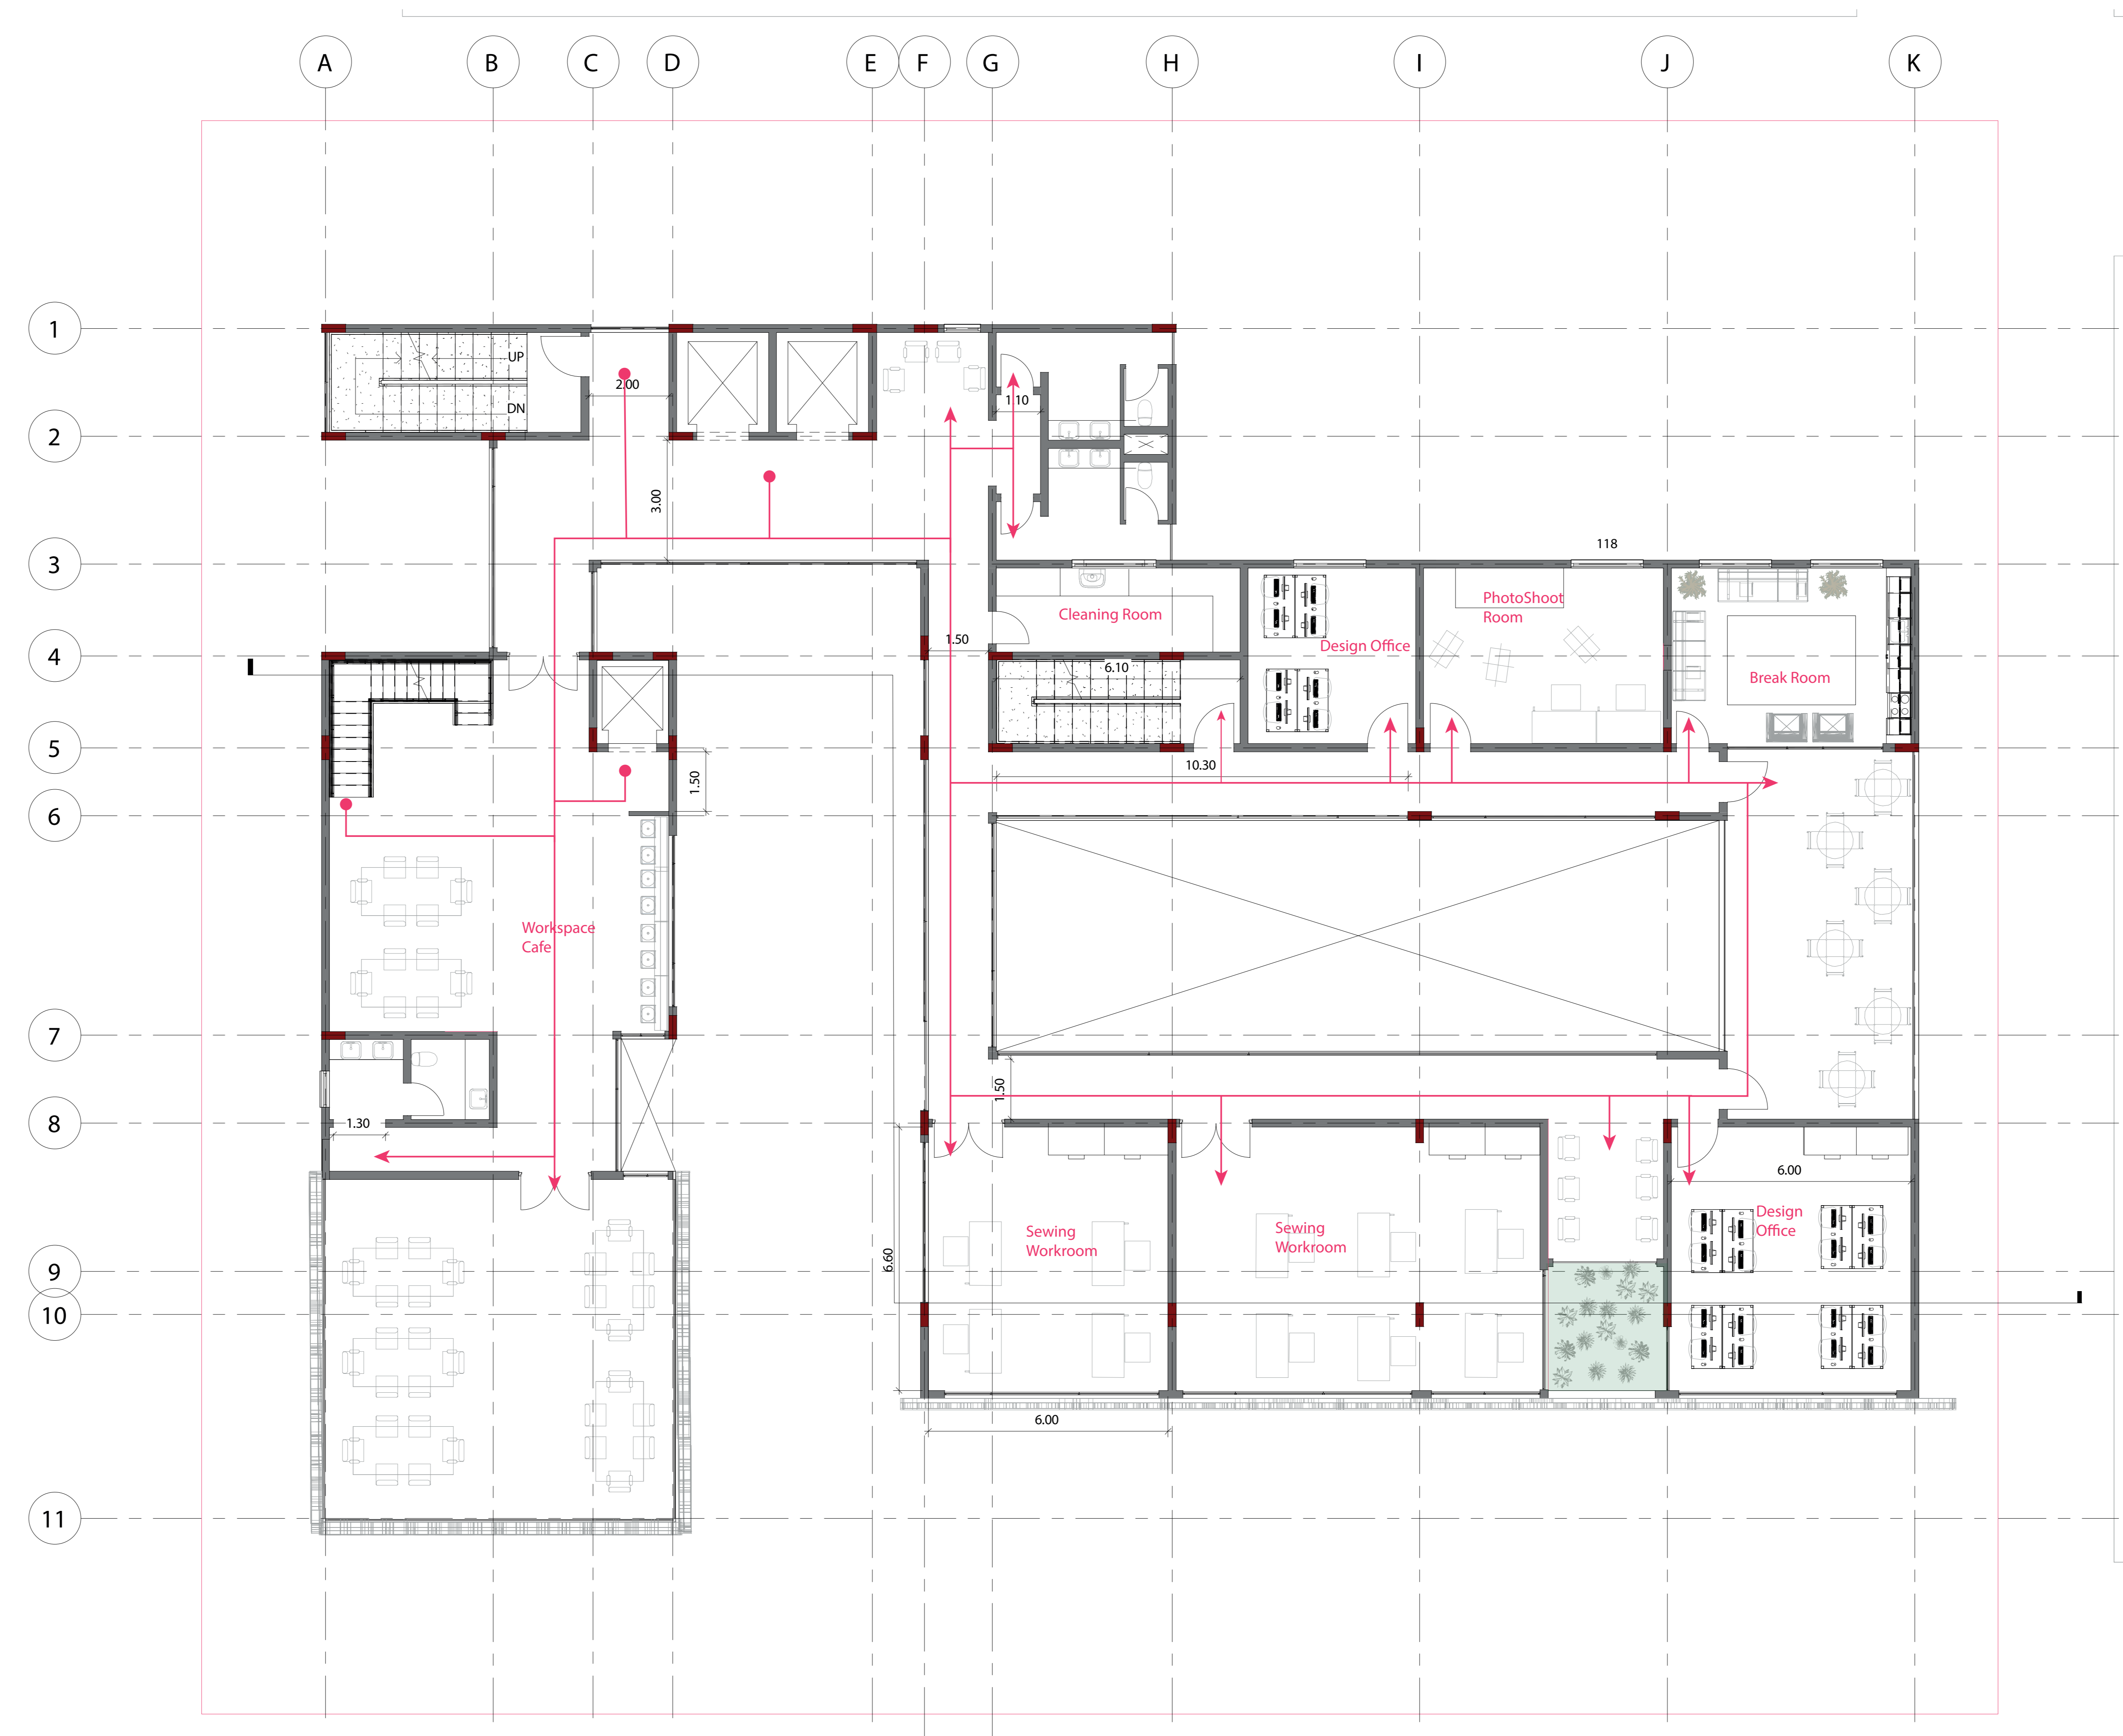 A B C D E F G H I J K
1
UP
2.00
1.10
DN
2
3.00
3
118
PhotoShoot
Room
Cleaning Room
1.50
Design Office
4
6.10
Break Room
5
10.30
1.50
6
Workspace
Cafe
7
1.50
8
1.30
6.00
Design
Office
Sewing
Workroom
Sewing
Workroom
6.60
9
10
6.00
11